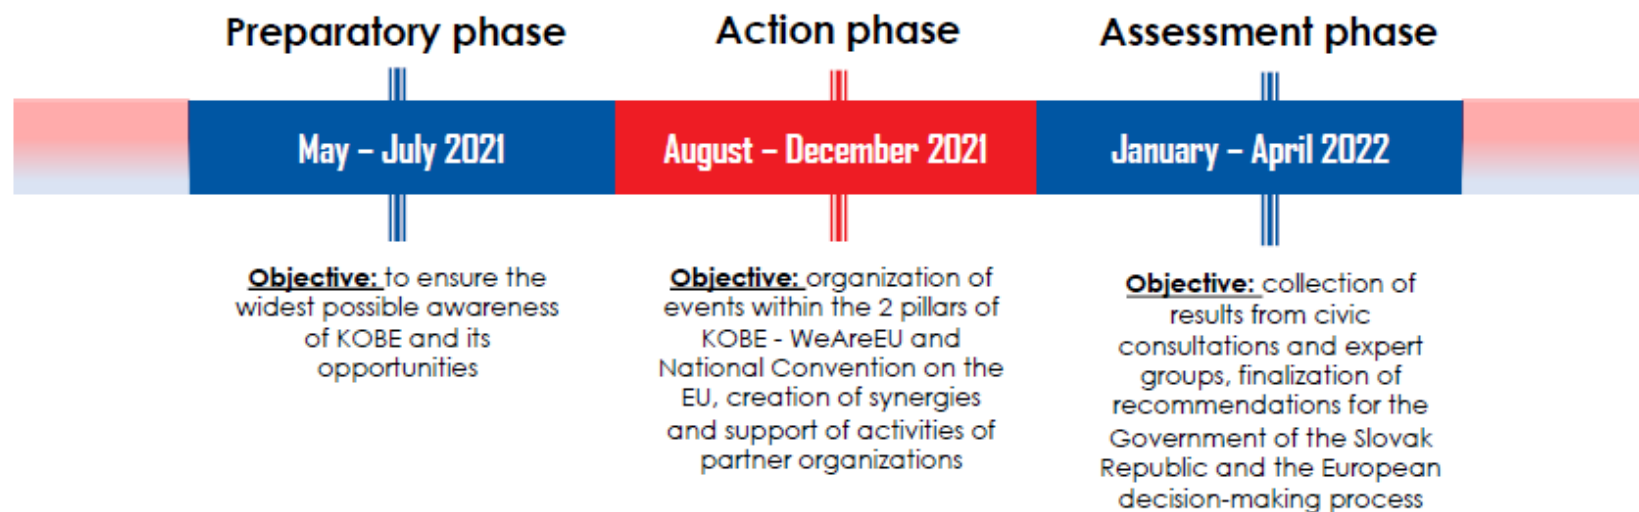 Preparatory phase
May – July 2021
Objective: to ensure the
widest possible awareness
of KOBE and its
opportunities
Action phase
August – December 2021
Objective: organization of
events within the 2 pillars of
KOBE - WeAreEU and
National Convention on the
EU, creation of synergies
and support of activities of
partner organizations
Assessment phase
January – April 2022
Objective: collection of
results from civic
consultations and expert
groups, finalization of
recommendations for the
Government of the Slovak
Republic and the European
decision-making process